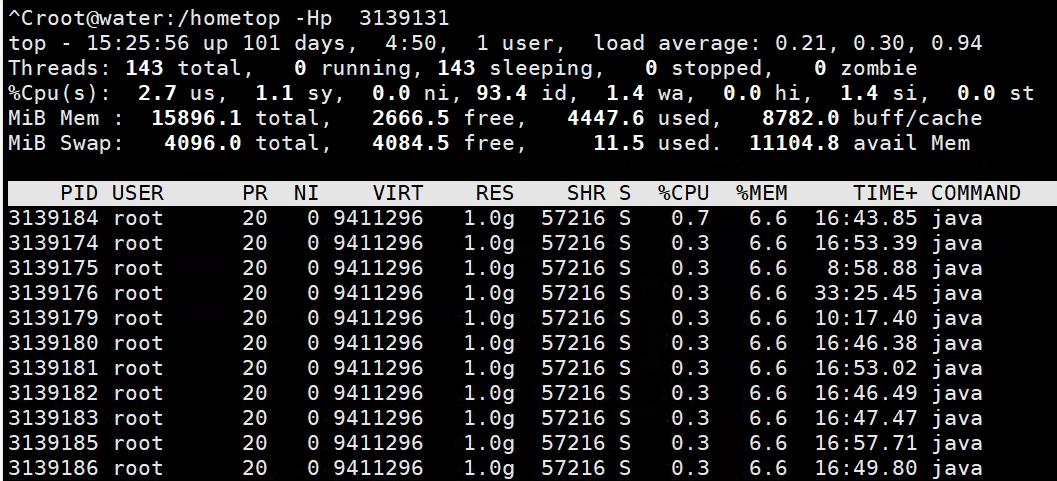 ^Croot@water:/hometop -Hp  3139131
top - 15:25:56 up 101 days,  4:50,  1 user,  load average: 0.21, 0.30, 0.94
Threads: 143 total,   0 running, 143 sleeping,   0 stopped,   0 zombie
%Cpu(s):  2.7 us,  1.1 sy,  0.0 ni, 93.4 id,  1.4 wa,  0.0 hi,  1.4 si,  0.0 st
MiB Mem :  15896.1 total,   2666.5 free,   4447.6 used,   8782.0 buff/cache
MiB Swap:   4096.0 total,   4084.5 free,     11.5 used.  11104.8 avail Mem
    PID USER      PR  NI    VIRT    RES    SHR S  %CPU  %MEM     TIME+ COMMAND
3139184 root      20   0 9411296   1.0g  57216 S   0.7   6.6  16:43.85 java
3139174 root      20   0 9411296   1.0g  57216 S   0.3   6.6  16:53.39 java
3139175 root      20   0 9411296   1.0g  57216 S   0.3   6.6   8:58.88 java
3139176 root      20   0 9411296   1.0g  57216 S   0.3   6.6  33:25.45 java
3139179 root      20   0 9411296   1.0g  57216 S   0.3   6.6  10:17.40 java
3139180 root      20   0 9411296   1.0g  57216 S   0.3   6.6  16:46.38 java
3139181 root      20   0 9411296   1.0g  57216 S   0.3   6.6  16:53.02 java
3139182 root      20   0 9411296   1.0g  57216 S   0.3   6.6  16:46.49 java
3139183 root      20   0 9411296   1.0g  57216 S   0.3   6.6  16:47.47 java
3139185 root      20   0 9411296   1.0g  57216 S   0.3   6.6  16:57.71 java
3139186 root      20   0 9411296   1.0g  57216 S   0.3   6.6  16:49.80 java